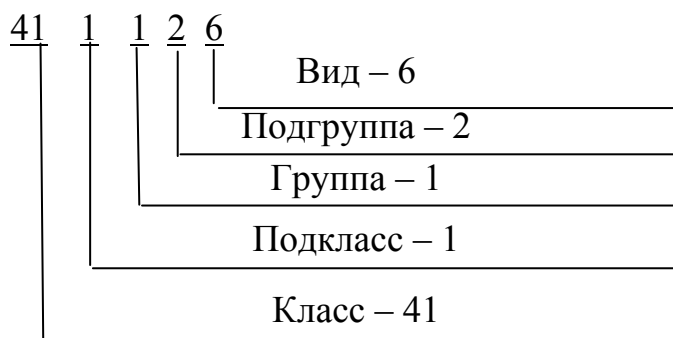 41 1 1 2 6
Вид – 6
Подгруппа – 2
Группа – 1
Подкласс – 1
Класс – 41